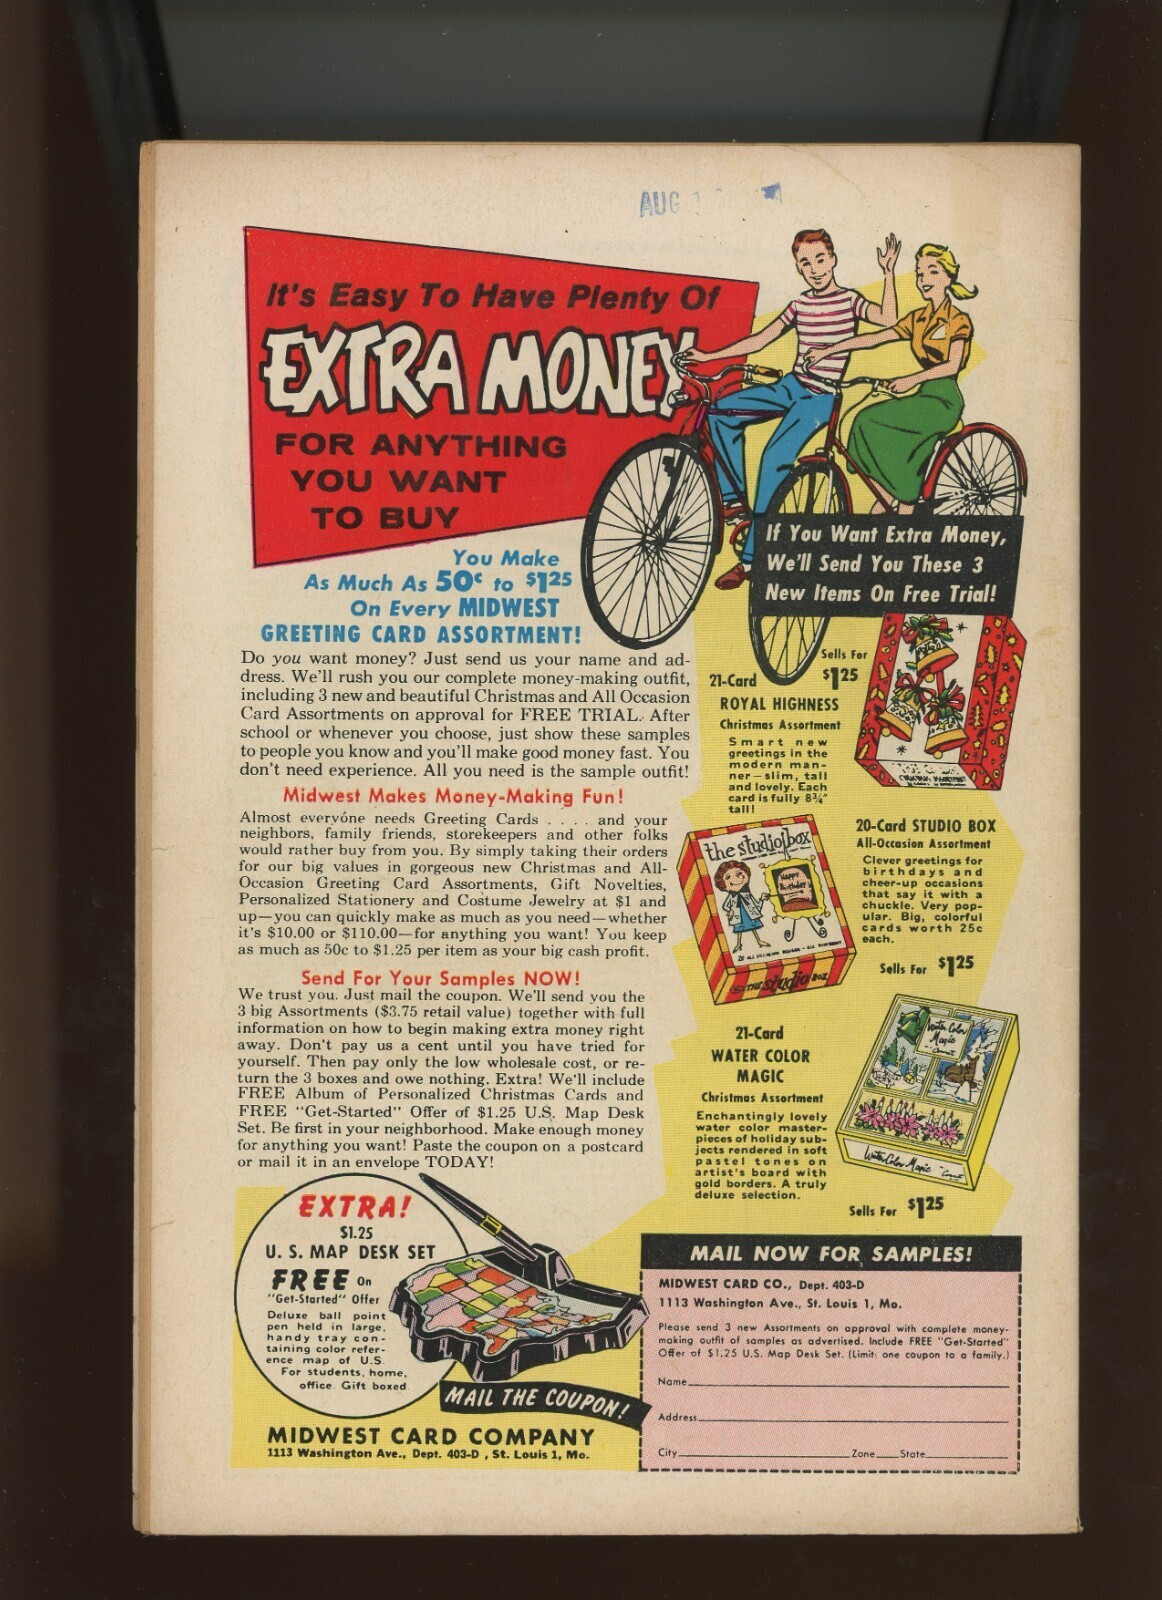 AUG
It's Easy To Have Plenty Of
EXTRA MONEY
FOR ANYTHING
YOU WANT
TO BUY
You Make
As Much As 50¢ to $1.25
On Every MIDWEST
GREETING CARD ASSORTMENT!
Do you want money? Just send us your name and ad-
dress. We'll rush you our complete money-making outfit,
including 3 new and beautiful Christmas and All Occasion
Card Assortments on approval for FREE TRIAL. After
school or whenever you choose, just show these samples
to people you know and you'll make good money fast. You
don't need experience. All you need is the sample outfit!
Midwest Makes Money-Making Fun!
Almost everyone needs Greeting Cards . . . . and your
neighbors, family friends, storekeepers and other folks
would rather buy from you. By simply taking their orders
for our big values in gorgeous new Christmas and All-
Occasion Greeting Card Assortments, Gift Novelties,
Personalized Stationery and Costume Jewelry at $1 and
up—you can quickly make as much as you need—whether
it's $10.00 or $110.00—for anything you want! You keep
as much as 50c to $1.25 per item as your big cash profit.
Send For Your Samples NOW!
We trust you. Just mail the coupon. We'll send you the
3 big Assortments ($3.75 retail value) together with full
information on how to begin making extra money right
away. Don't pay us a cent until you have tried for
yourself. Then pay only the low wholesale cost, or re-
turn the 3 boxes and owe nothing. Extra! We'll include
FREE Album of Personalized Christmas Cards and
FREE "Get-Started" Offer of $1.25 U.S. Map Desk
Set. Be first in your neighborhood. Make enough money
for anything you want! Paste the coupon on a postcard
or mail it in an envelope TODAY!
If You Want Extra Money,
We'll Send You These 3
New Items On Free Trial!
Sells For
$1.25
21-Card
ROYAL HIGHNESS
Christmas Assortment
Smart new
greetings in the
modern man-
ner—slim, tall
and lovely. Each
card is fully 8¾"
tall!
the studio box
Happy
Birthday
THE studio BOX
20-Card STUDIO BOX
All-Occasion Assortment
Clever greetings for
birthdays and
cheer-up occasions
that say it with a
chuckle. Very pop-
ular. Big, colorful
cards worth 25c
each.
Sells For $1.25
21-Card
WATER COLOR
MAGIC
Christmas Assortment
Enchantingly lovely
water color master-
pieces of holiday sub-
jects rendered in soft
pastel tones on
artist's board with
gold borders. A truly
deluxe selection.
Water Color
Magic
Water Color Magic
Sells For $1.25
EXTRA!
$1.25
U. S. MAP DESK SET
FREE On
"Get-Started" Offer
Deluxe ball point
pen held in large,
handy tray con-
taining color refer-
ence map of U.S.
For students, home,
office. Gift boxed.
MAIL THE COUPON!
MIDWEST CARD COMPANY
1113 Washington Ave., Dept. 403-D , St. Louis 1, Mo.
MAIL NOW FOR SAMPLES!
MIDWEST CARD CO., Dept. 403-D
1113 Washington Ave., St. Louis 1, Mo.
Please send 3 new Assortments on approval with complete money-
making outfit of samples as advertised. Include FREE "Get-Started"
Offer of $1.25 U.S. Map Desk Set. (Limit: one coupon to a family.)
Name
Address
City Zone State